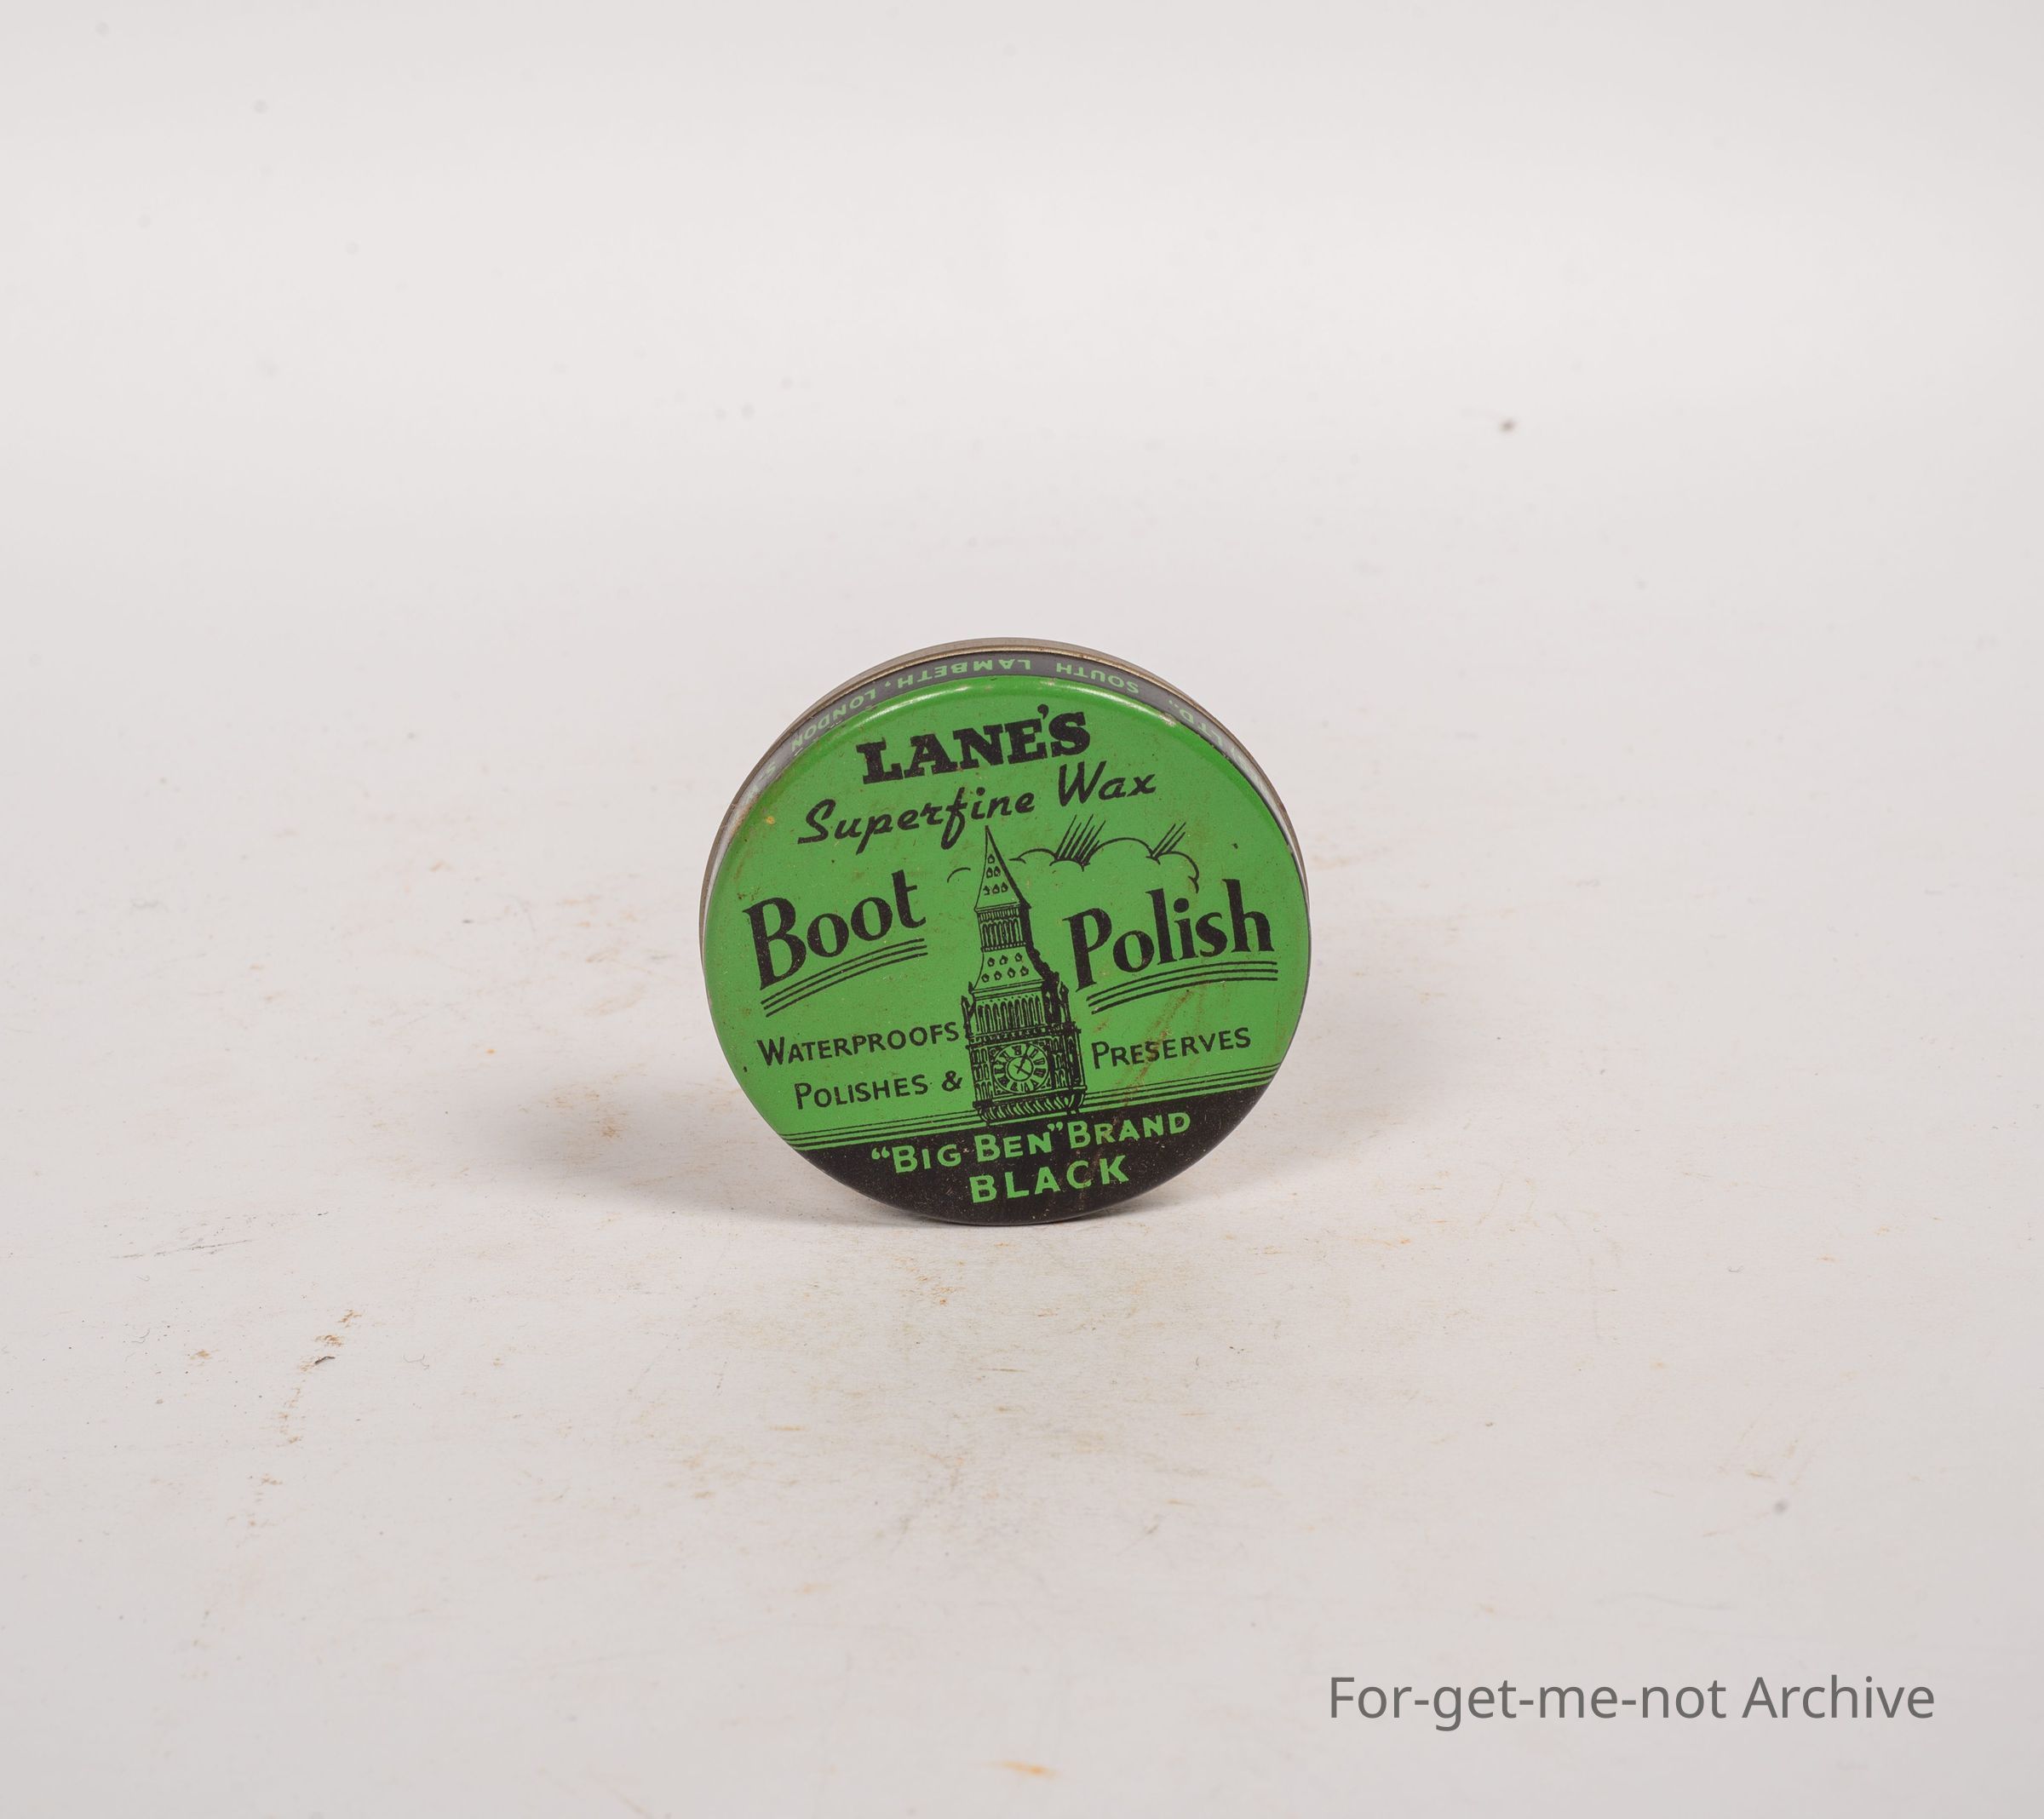 LTD., SOUTH LAMBETH, LONDON
LANE'S
Superfine Wax
Boot Polish
WATERPROOFS
POLISHES & PRESERVES
"BIG BEN" BRAND
BLACK
For-get-me-not Archive